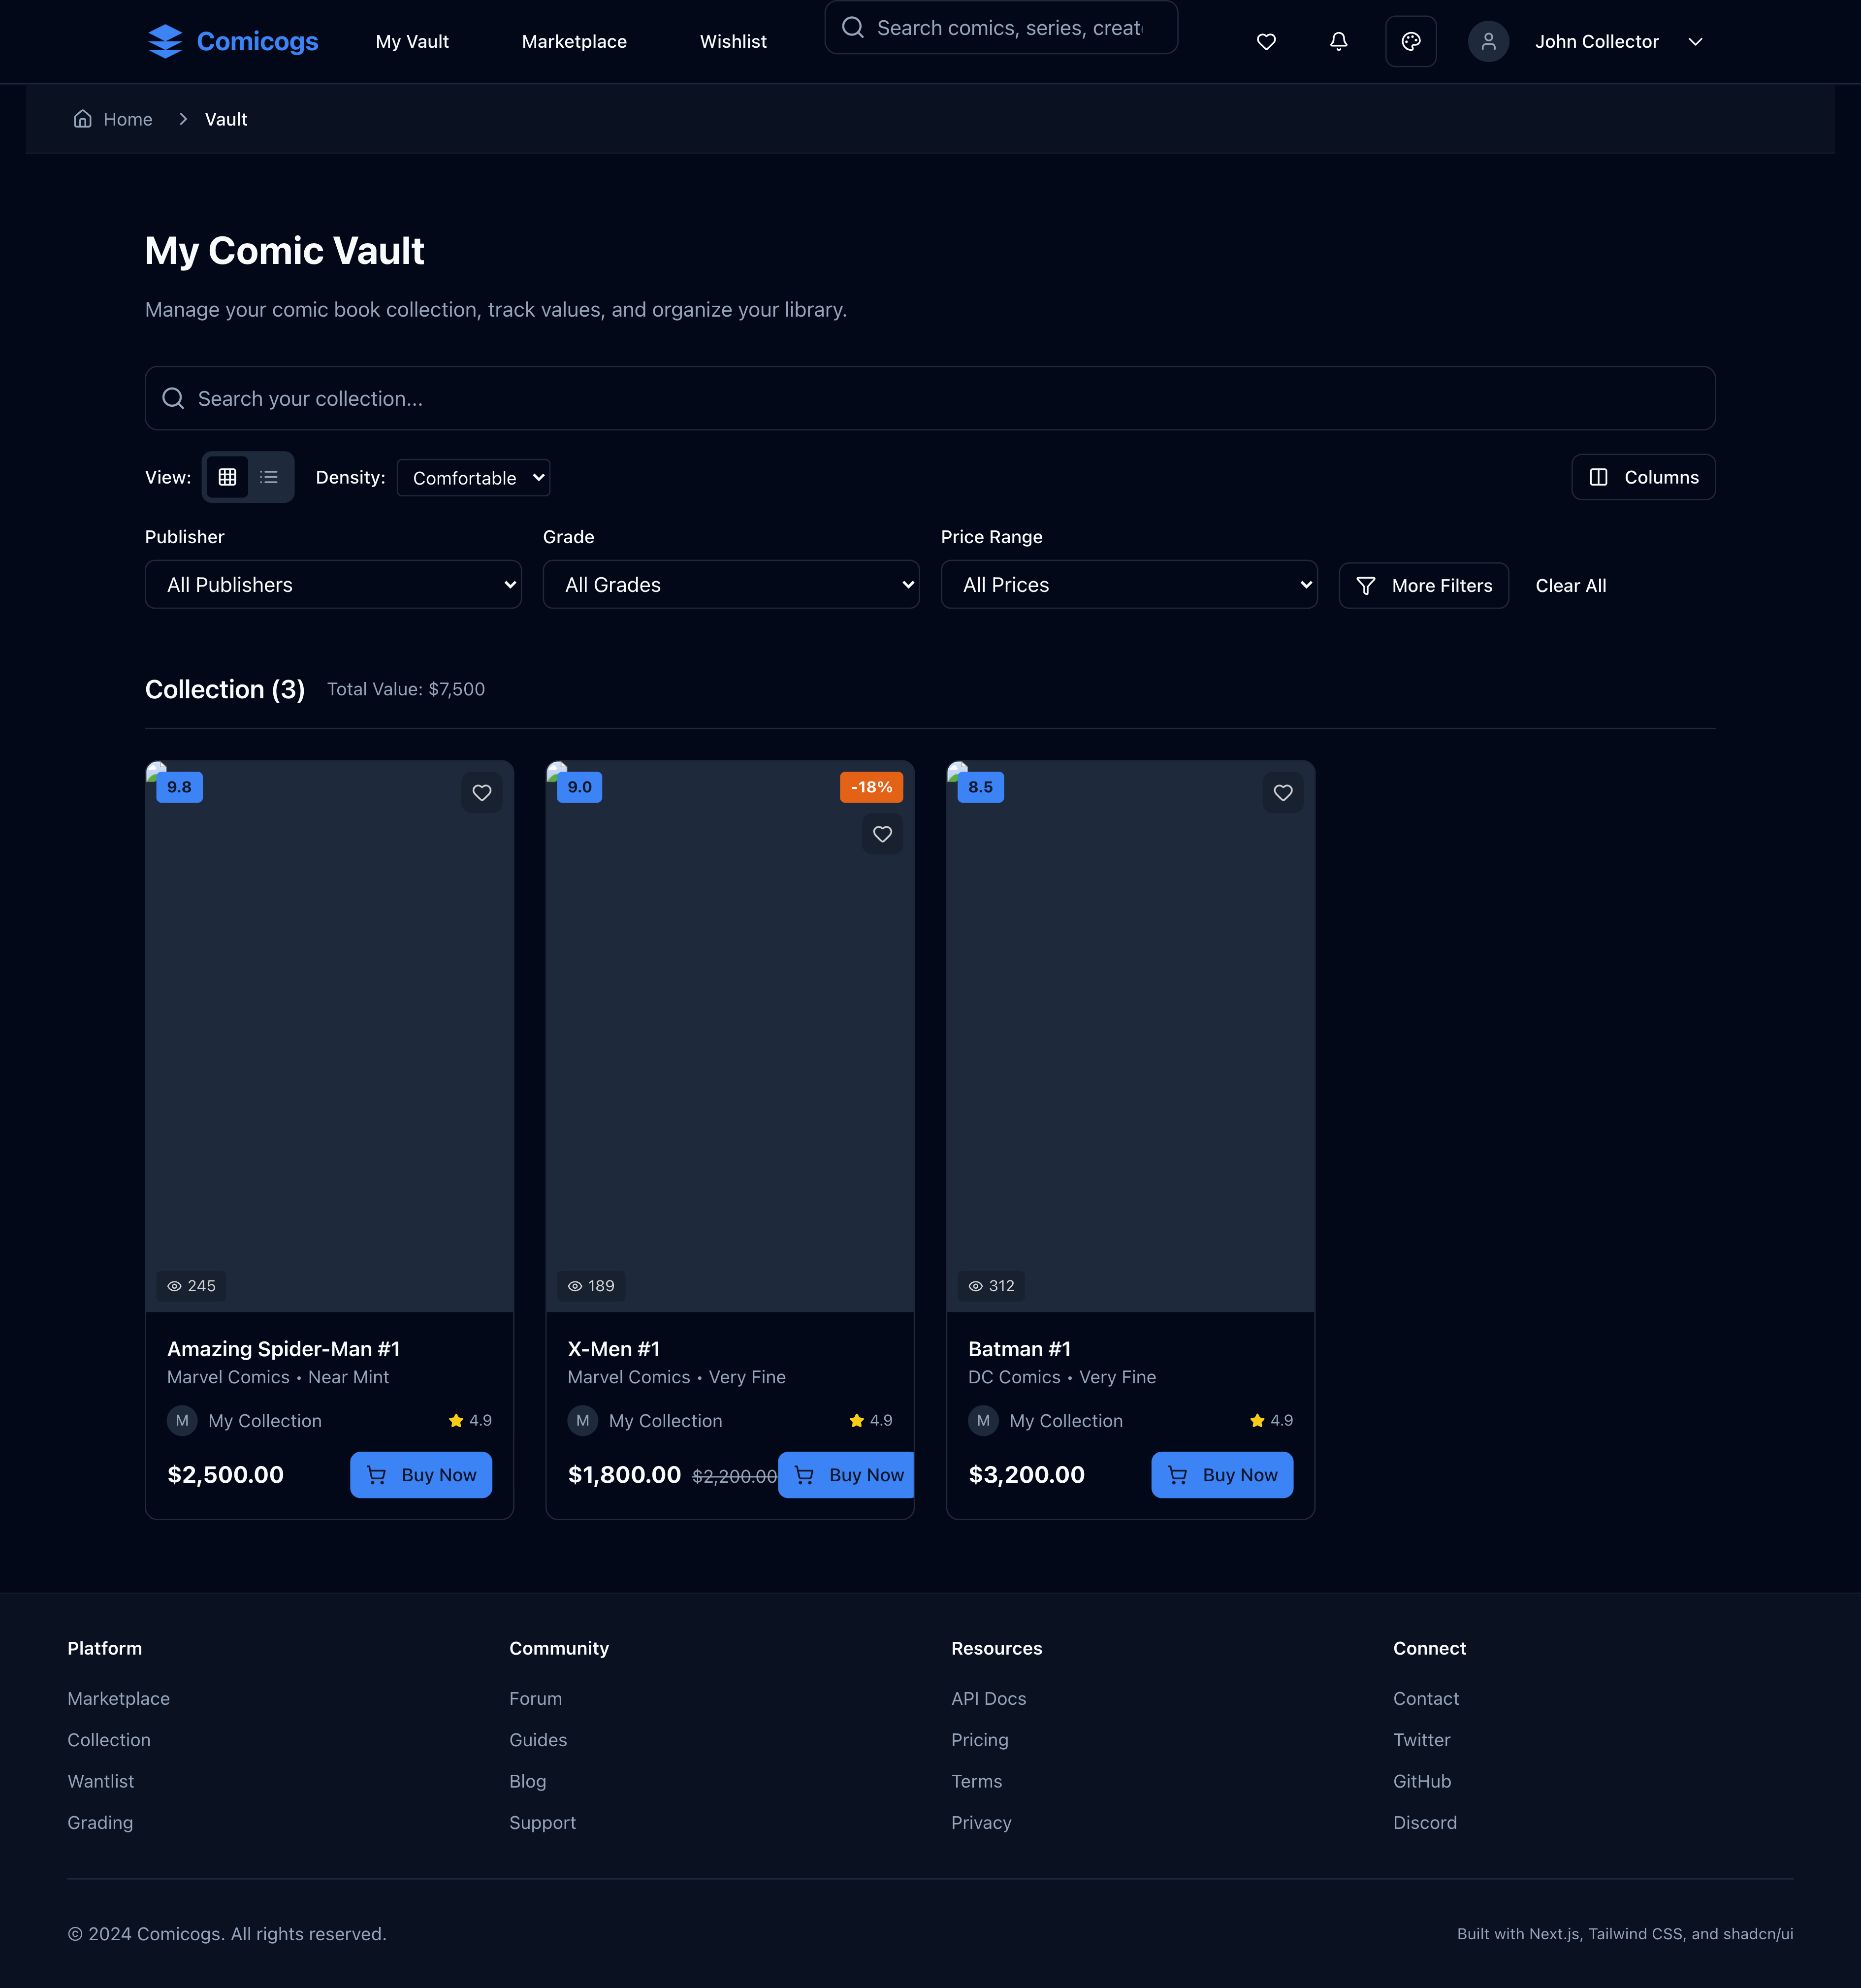 Comicogs
My Vault
Marketplace
Wishlist
Search comics, series, creat
John Collector
Home
Vault
My Comic Vault
Manage your comic book collection, track values, and organize your library.
Search your collection...
View:
Density:
Comfortable
Columns
Publisher
Grade
Price Range
All Publishers
All Grades
All Prices
More Filters
Clear All
Collection (3)
Total Value: $7,500
9.8
245
Amazing Spider-Man #1
Marvel Comics • Near Mint
M
My Collection
4.9
$2,500.00
Buy Now
9.0
-18%
189
X-Men #1
Marvel Comics • Very Fine
M
My Collection
4.9
$1,800.00
$2,200.00
Buy Now
8.5
312
Batman #1
DC Comics • Very Fine
M
My Collection
4.9
$3,200.00
Buy Now
Platform
Marketplace
Collection
Wantlist
Grading
Community
Forum
Guides
Blog
Support
Resources
API Docs
Pricing
Terms
Privacy
Connect
Contact
Twitter
GitHub
Discord
© 2024 Comicogs. All rights reserved.
Built with Next.js, Tailwind CSS, and shadcn/ui